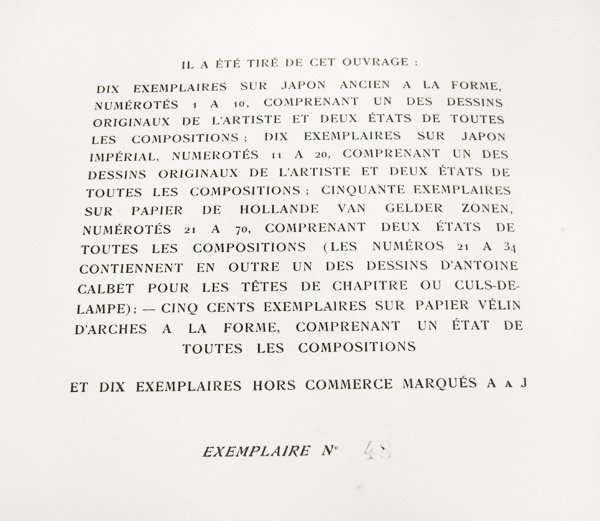 IL A ÉTÉ TIRÉ DE CET OUVRAGE :
DIX EXEMPLAIRES SUR JAPON ANCIEN A LA FORME,
NUMÉROTÉS 1 A 10, COMPRENANT UN DES DESSINS
ORIGINAUX DE L'ARTISTE ET DEUX ÉTATS DE TOUTES
LES COMPOSITIONS ; DIX EXEMPLAIRES SUR JAPON
IMPÉRIAL, NUMEROTÉS 11 A 20, COMPRENANT UN DES
DESSINS ORIGINAUX DE L'ARTISTE ET DEUX ÉTATS DE
TOUTES LES COMPOSITIONS ; CINQUANTE EXEMPLAIRES
SUR PAPIER DE HOLLANDE VAN GELDER ZONEN,
NUMÉROTÉS 21 A 70, COMPRENANT DEUX ÉTATS DE
TOUTES LES COMPOSITIONS (LES NUMÉROS 21 A 34
CONTIENNENT EN OUTRE UN DES DESSINS D'ANTOINE
CALBET POUR LES TÊTES DE CHAPITRE OU CULS-DE-
LAMPE) ; — CINQ CENTS EXEMPLAIRES SUR PAPIER VÉLIN
D'ARCHES A LA FORME, COMPRENANT UN ÉTAT DE
TOUTES LES COMPOSITIONS
ET DIX EXEMPLAIRES HORS COMMERCE MARQUÉS A A J
EXEMPLAIRE N°